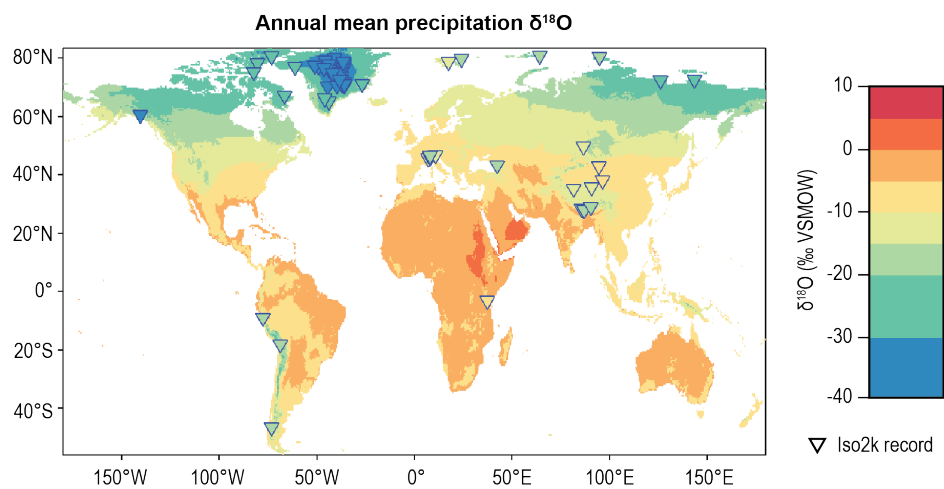 Annual mean precipitation δ¹⁸O
80°N
60°N
40°N
20°N
0°
20°S
40°S
150°W
100°W
50°W
0°
50°E
100°E
150°E
10
0
-10
-20
-30
-40
δ¹⁸O (‰ VSMOW)
Iso2k record